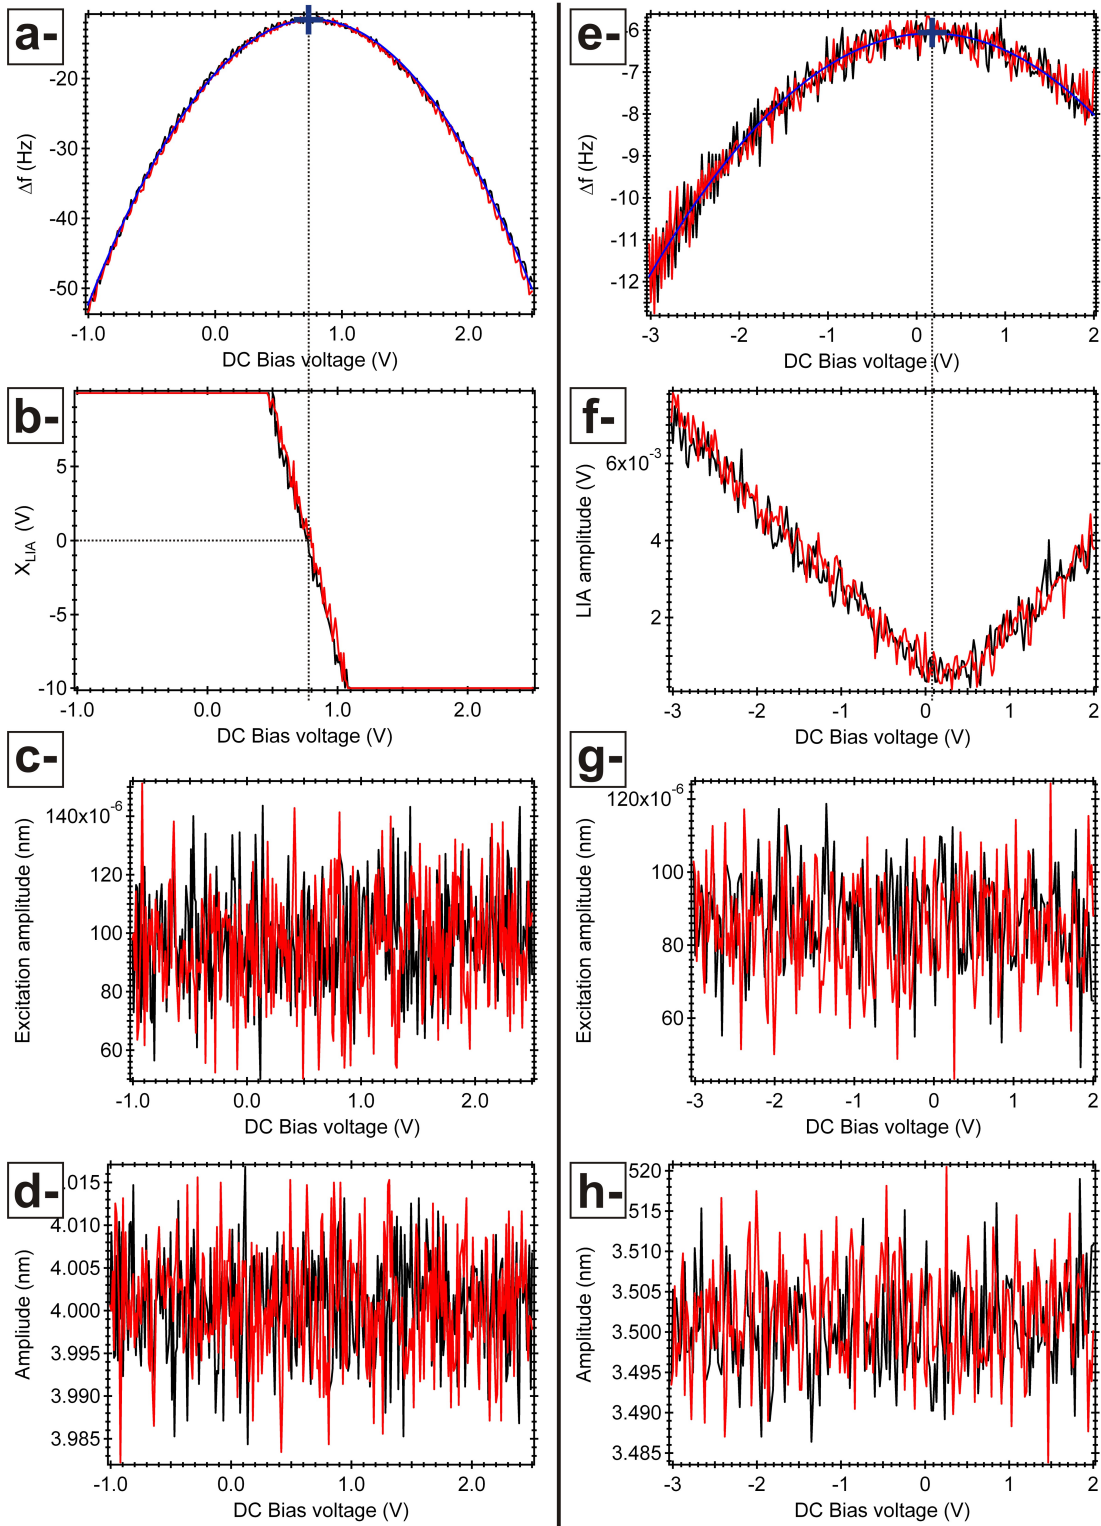 a-
-20
-30
-40
-50
Δf (Hz)
-1.0 0.0 1.0 2.0
DC Bias voltage (V)
e-
-6
-7
-8
-9
-10
-11
-12
Δf (Hz)
-3 -2 -1 0 1 2
DC Bias voltage (V)
b-
5
0
-5
-10
X_LIA (V)
-1.0 0.0 1.0 2.0
DC Bias voltage (V)
f-
6x10^-3
4
2
LIA amplitude (V)
-3 -2 -1 0 1 2
DC Bias voltage (V)
c-
140x10^-6
120
100
80
60
Excitation amplitude (nm)
-1.0 0.0 1.0 2.0
DC Bias voltage (V)
g-
120x10^-6
100
80
60
Excitation amplitude (nm)
-3 -2 -1 0 1 2
DC Bias voltage (V)
d-
.015
4.010
4.005
4.000
3.995
3.990
3.985
Ampliude (nm)
-1.0 0.0 1.0 2.0
DC Bias voltage (V)
h-
520
3.515
3.510
3.505
3.500
3.495
3.490
3.485
Amplitude (nm)
-3 -2 -1 0 1 2
DC Bias voltage (V)